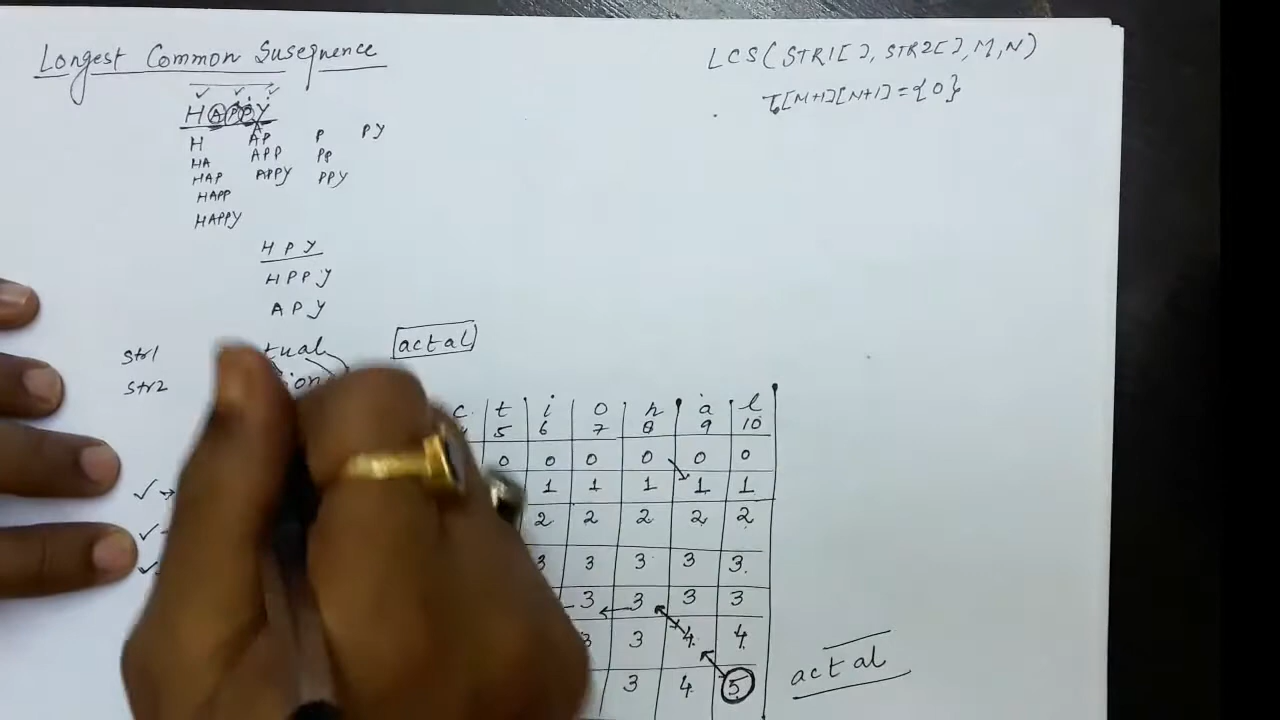 Longest Common Susequence
LCS(STR1[], STR2[], M, N)
[M+1][N+1]={0}
HAPPY
H AP P PY
HA APP PP
HAP APPY PPY
HAPP
HAPPY
HPY
HPPY
APY
str1 tual actal
str2 ion
c t i o n a l
5 6 7 8 9 10
0 0 0 0 0 0
1 1 1 1 1
2 2 2 2 2
3 3 3 3 3
3 3 3 3
3 3 4 4
3 4 5
actal